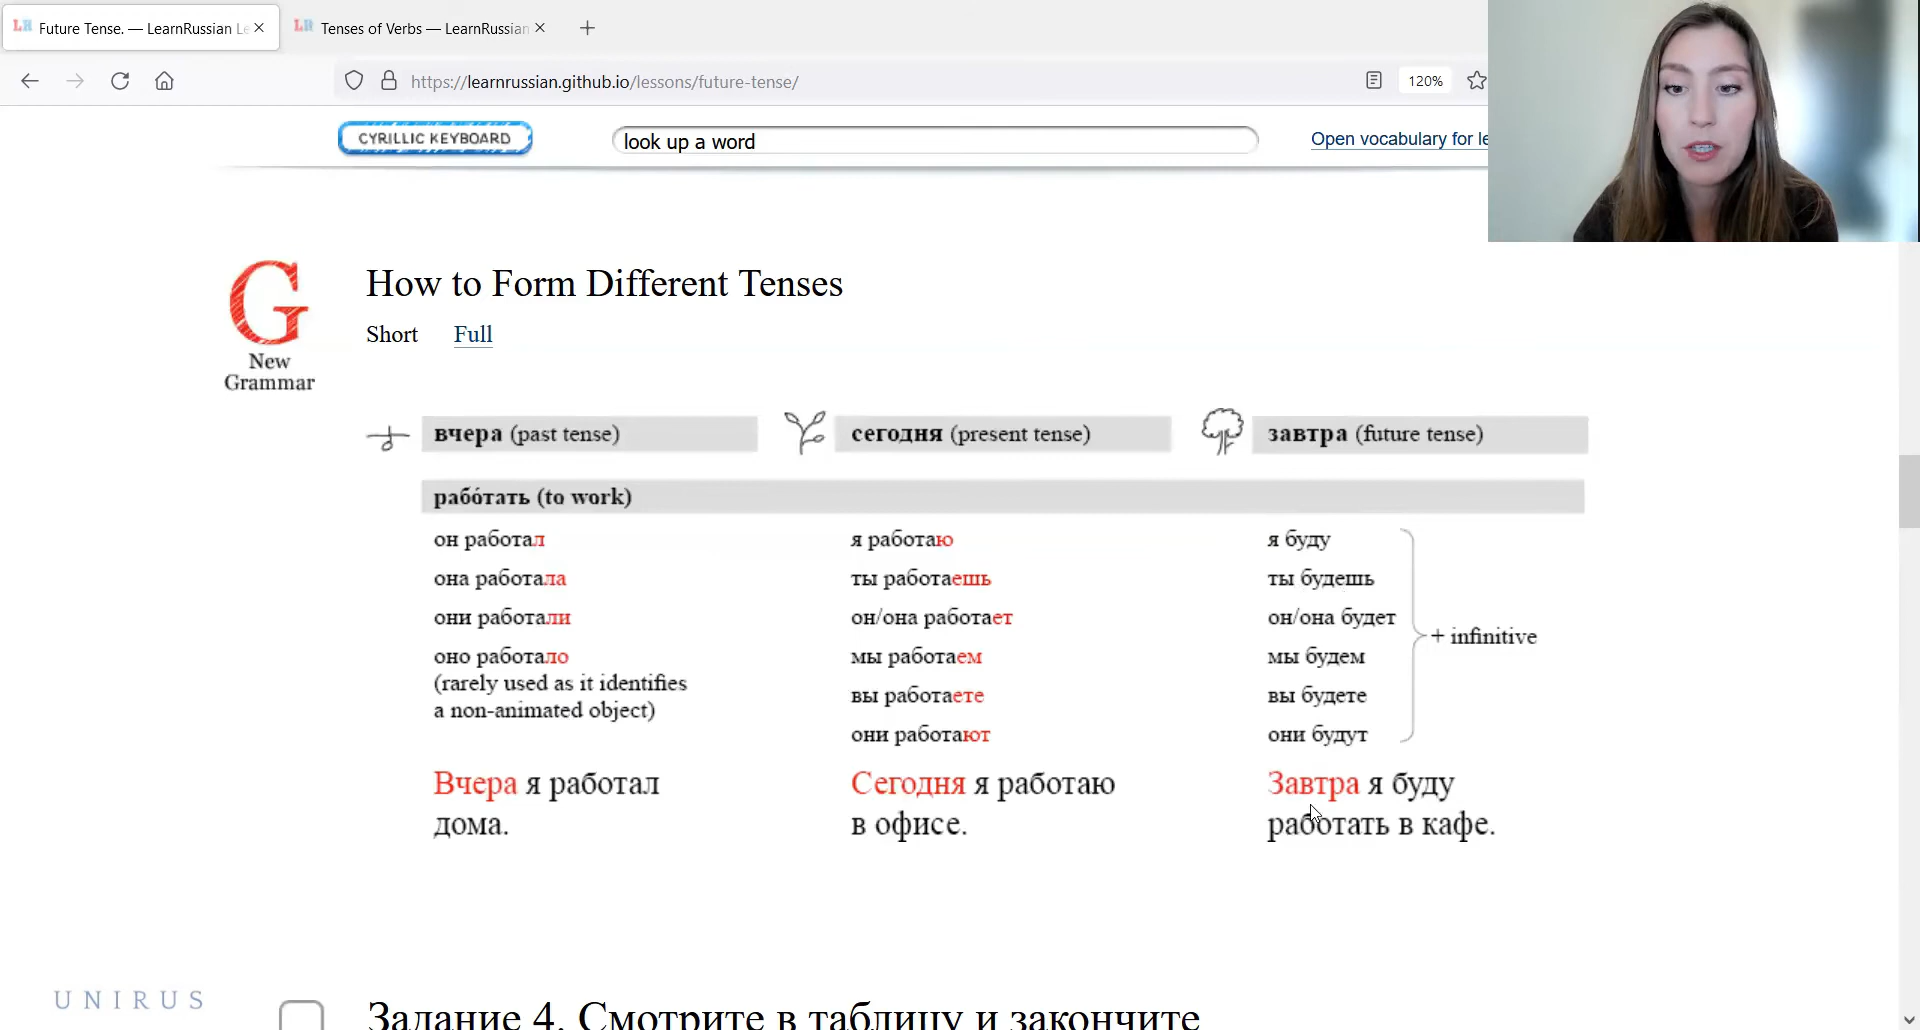 Future Tense. — LearnRussian Le
Tenses of Verbs — LearnRussian
https://learnrussian.github.io/lessons/future-tense/
120%
CYRILLIC KEYBOARD
look up a word
Open vocabulary for le
G
New
Grammar
How to Form Different Tenses
Short Full
вчера (past tense)
сегодня (present tense)
завтра (future tense)
рабо́тать (to work)
он работал
она работала
они работали
оно работало
(rarely used as it identifies
a non-animated object)
Вчера я работал
дома.
я работаю
ты работаешь
он/она работает
мы работаем
вы работаете
они работают
Сегодня я работаю
в офисе.
я буду
ты будешь
он/она будет
мы будем
вы будете
они будут
+ infinitive
Завтра я буду
работать в кафе.
UNIRUS
Задание 4. Смотрите в таблицу и закончите